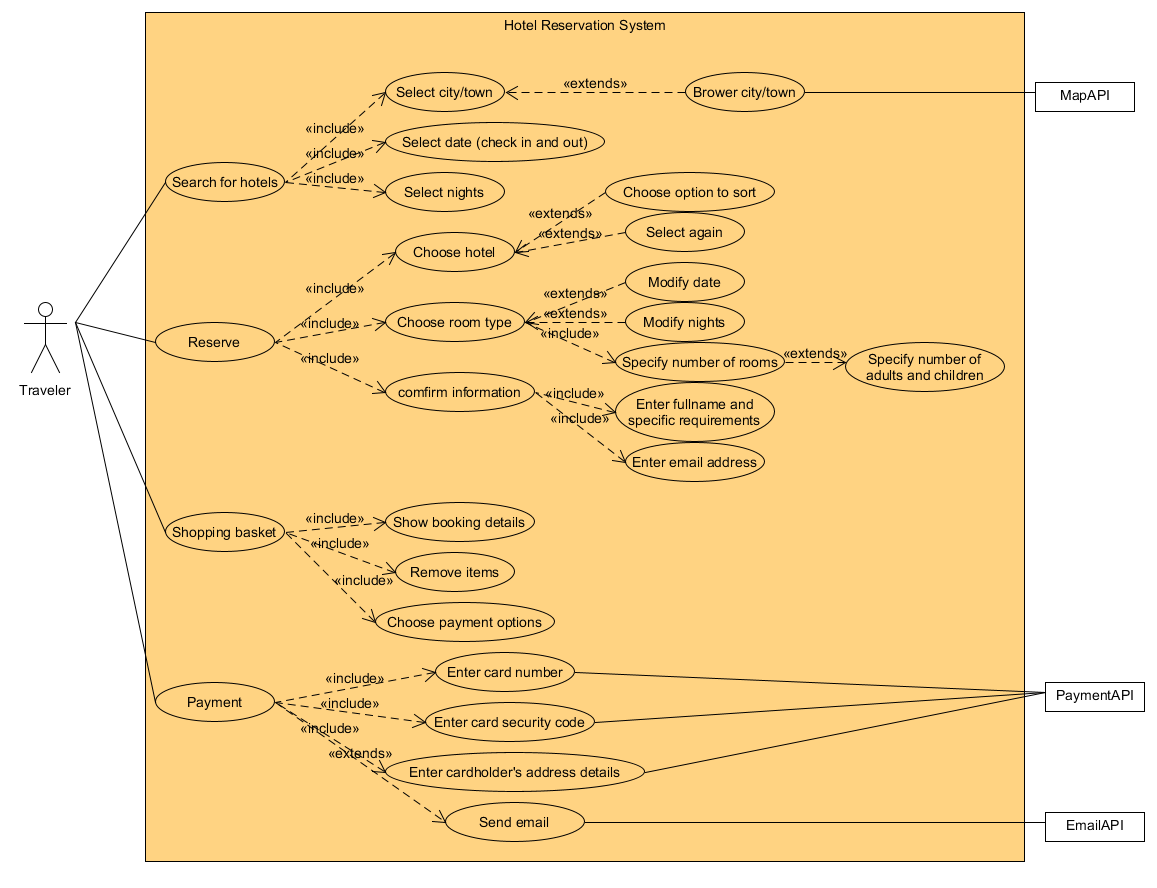 Hotel Reservation System
Select city/town
«extends»
Brower city/town
MapAPI
«include»
Select date (check in and out)
«include»
Search for hotels
«include»
Select nights
Choose option to sort
«extends»
Select again
«extends»
Choose hotel
«include»
Modify date
«extends»
Modify nights
«extends»
Choose room type
«include»
«include»
Specify number of rooms
«extends»
Specify number of
adults and children
Traveler
Reserve
«include»
comfirm information
«include»
Enter fullname and
specific requirements
«include»
Enter email address
Shopping basket
«include»
Show booking details
«include»
Remove items
«include»
Choose payment options
Payment
«include»
Enter card number
«include»
Enter card security code
PaymentAPI
«include»
«extends»
Enter cardholder's address details
Send email
EmailAPI